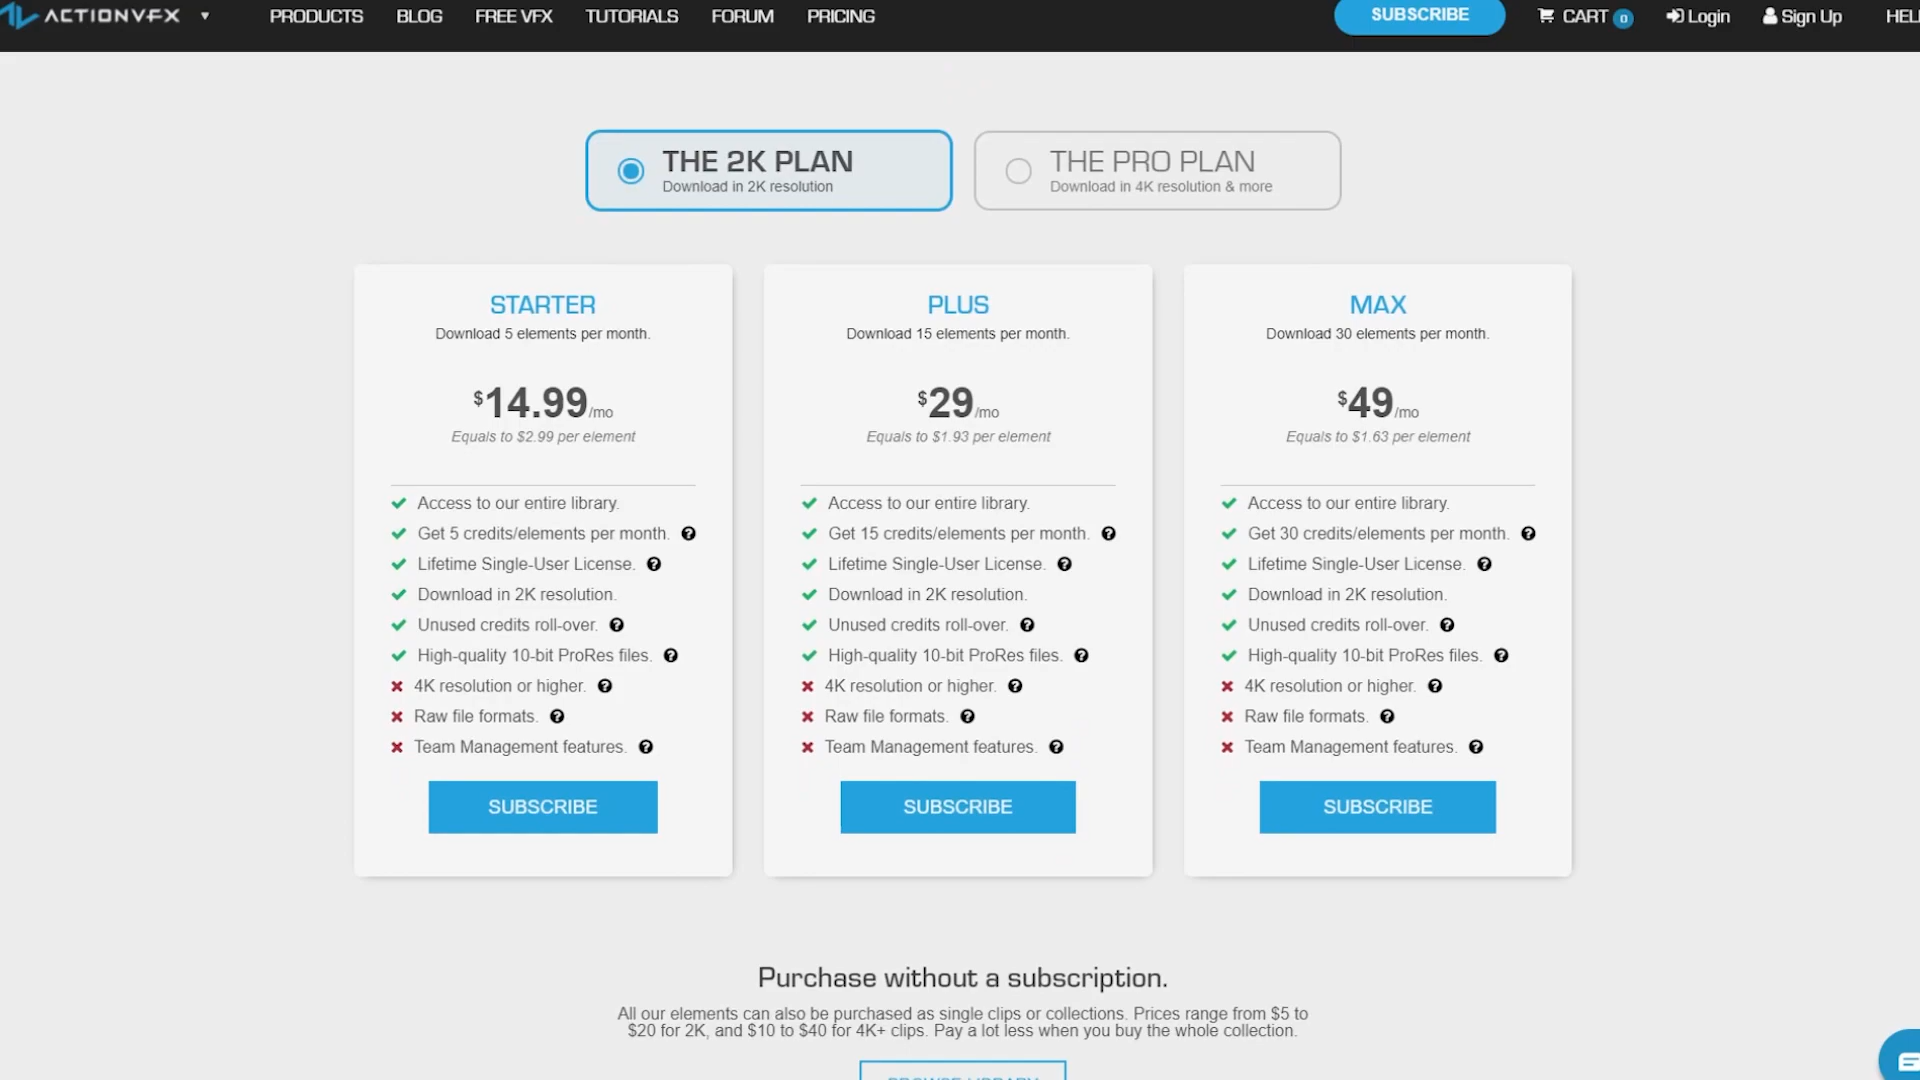 ACTIONVFX ▼ PRODUCTS BLOG FREE VFX TUTORIALS FORUM PRICING SUBSCRIBE CART 0 Login Sign Up
THE 2K PLAN
Download in 2K resolution
THE PRO PLAN
Download in 4K resolution & more
STARTER
Download 5 elements per month.
$14.99/mo
Equals to $2.99 per element
Access to our entire library.
Get 5 credits/elements per month. ?
Lifetime Single-User License. ?
Download in 2K resolution.
Unused credits roll-over. ?
High-quality 10-bit ProRes files. ?
4K resolution or higher. ?
Raw file formats. ?
Team Management features. ?
SUBSCRIBE
PLUS
Download 15 elements per month.
$29/mo
Equals to $1.93 per element
Access to our entire library.
Get 15 credits/elements per month. ?
Lifetime Single-User License. ?
Download in 2K resolution.
Unused credits roll-over. ?
High-quality 10-bit ProRes files. ?
4K resolution or higher. ?
Raw file formats. ?
Team Management features. ?
SUBSCRIBE
MAX
Download 30 elements per month.
$49/mo
Equals to $1.63 per element
Access to our entire library.
Get 30 credits/elements per month. ?
Lifetime Single-User License. ?
Download in 2K resolution.
Unused credits roll-over. ?
High-quality 10-bit ProRes files. ?
4K resolution or higher. ?
Raw file formats. ?
Team Management features. ?
SUBSCRIBE
Purchase without a subscription.
All our elements can also be purchased as single clips or collections. Prices range from $5 to
$20 for 2K, and $10 to $40 for 4K+ clips. Pay a lot less when you buy the whole collection.